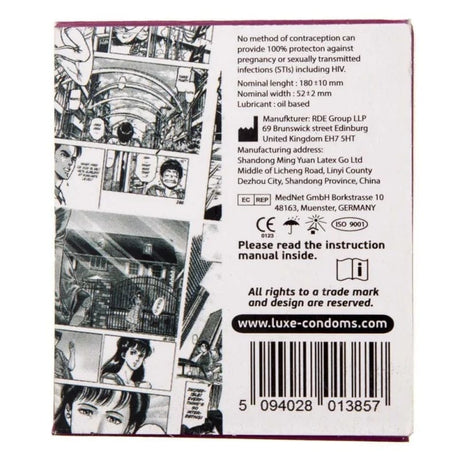 No method of contraception can
provide 100% protecton against
pregnancy or sexually transmitted
infections (STIs) including HIV.
Nominal lenght : 180±10 mm
Nominal width : 52±2 mm
Lubricant : oil based
Manufkturer: RDE Group LLP
69 Brunswick street Edinburg
United Kingdom EH7 5HT
Manufacturing address:
Shandong Ming Yuan Latex Go Ltd
Middle of Licheng Road, Linyi County
Dezhou City, Shandong Province, China
EC REP MedNet GmbH Borkstrasse 10
48163, Muenster, GERMANY
CE 0123 ISO 9001
Please read the instruction
manual inside.
All rights to a trade mark
and design are reserved.
www.luxe-condoms.com
5 094028 013857